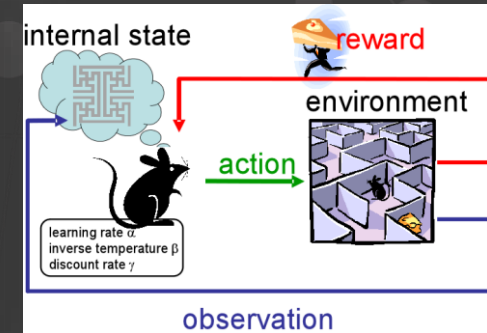 internal state
reward
environment
action
learning rate α
inverse temperature β
discount rate γ
observation